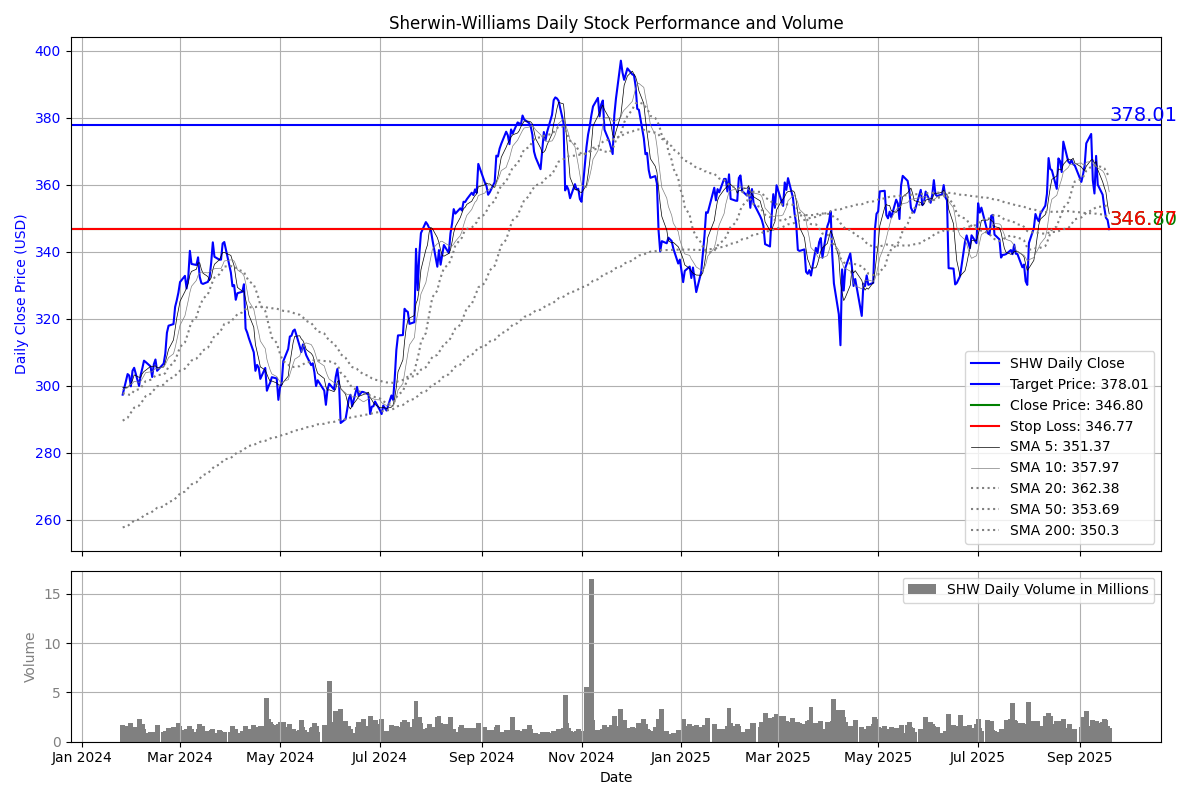 Sherwin-Williams Daily Stock Performance and Volume
400
380
360
340
320
300
280
260
Daily Close Price (USD)
378.01
346.77
346.80
SHW Daily Close
Target Price: 378.01
Close Price: 346.80
Stop Loss: 346.77
SMA 5: 351.37
SMA 10: 357.97
SMA 20: 362.38
SMA 50: 353.69
SMA 200: 350.3
15
10
5
0
Volume
SHW Daily Volume in Millions
Jan 2024 Mar 2024 May 2024 Jul 2024 Sep 2024 Nov 2024 Jan 2025 Mar 2025 May 2025 Jul 2025 Sep 2025
Date